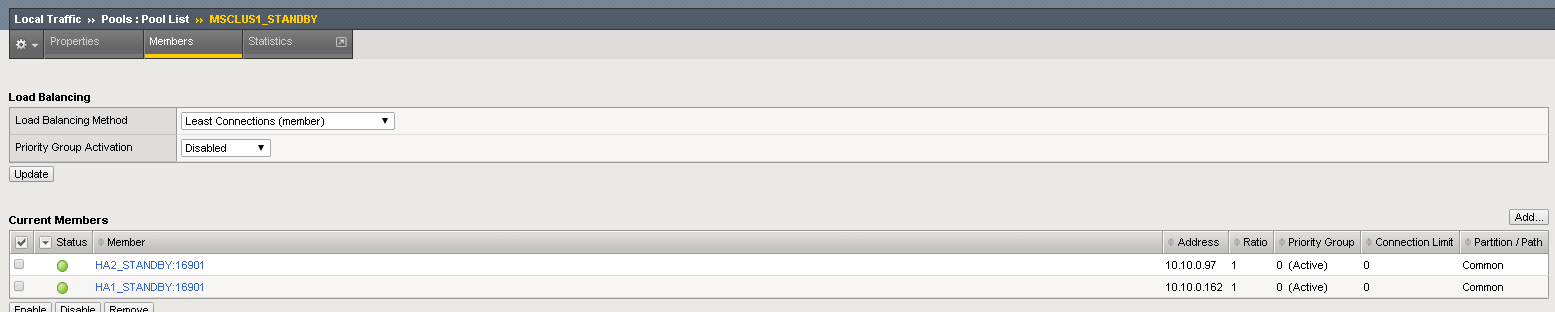 Local Traffic ›› Pools : Pool List ›› MSCLUS1_STANDBY
Properties Members Statistics
Load Balancing
Load Balancing Method Least Connections (member)
Priority Group Activation Disabled
Update
Current Members Add...
Status Member Address Ratio Priority Group Connection Limit Partition / Path
HA2_STANDBY:16901 10.10.0.97 1 0 (Active) 0 Common
HA1_STANDBY:16901 10.10.0.162 1 0 (Active) 0 Common
Enable Disable Remove